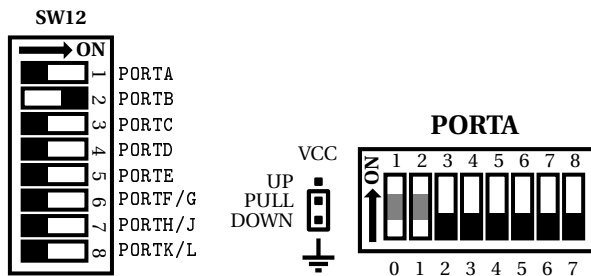 SW12
ON
1 PORTA
2 PORTB
3 PORTC
4 PORTD
5 PORTE
6 PORTF/G
7 PORTH/J
8 PORTK/L
VCC
UP
PULL
DOWN
PORTA
ON
1 2 3 4 5 6 7 8
0 1 2 3 4 5 6 7